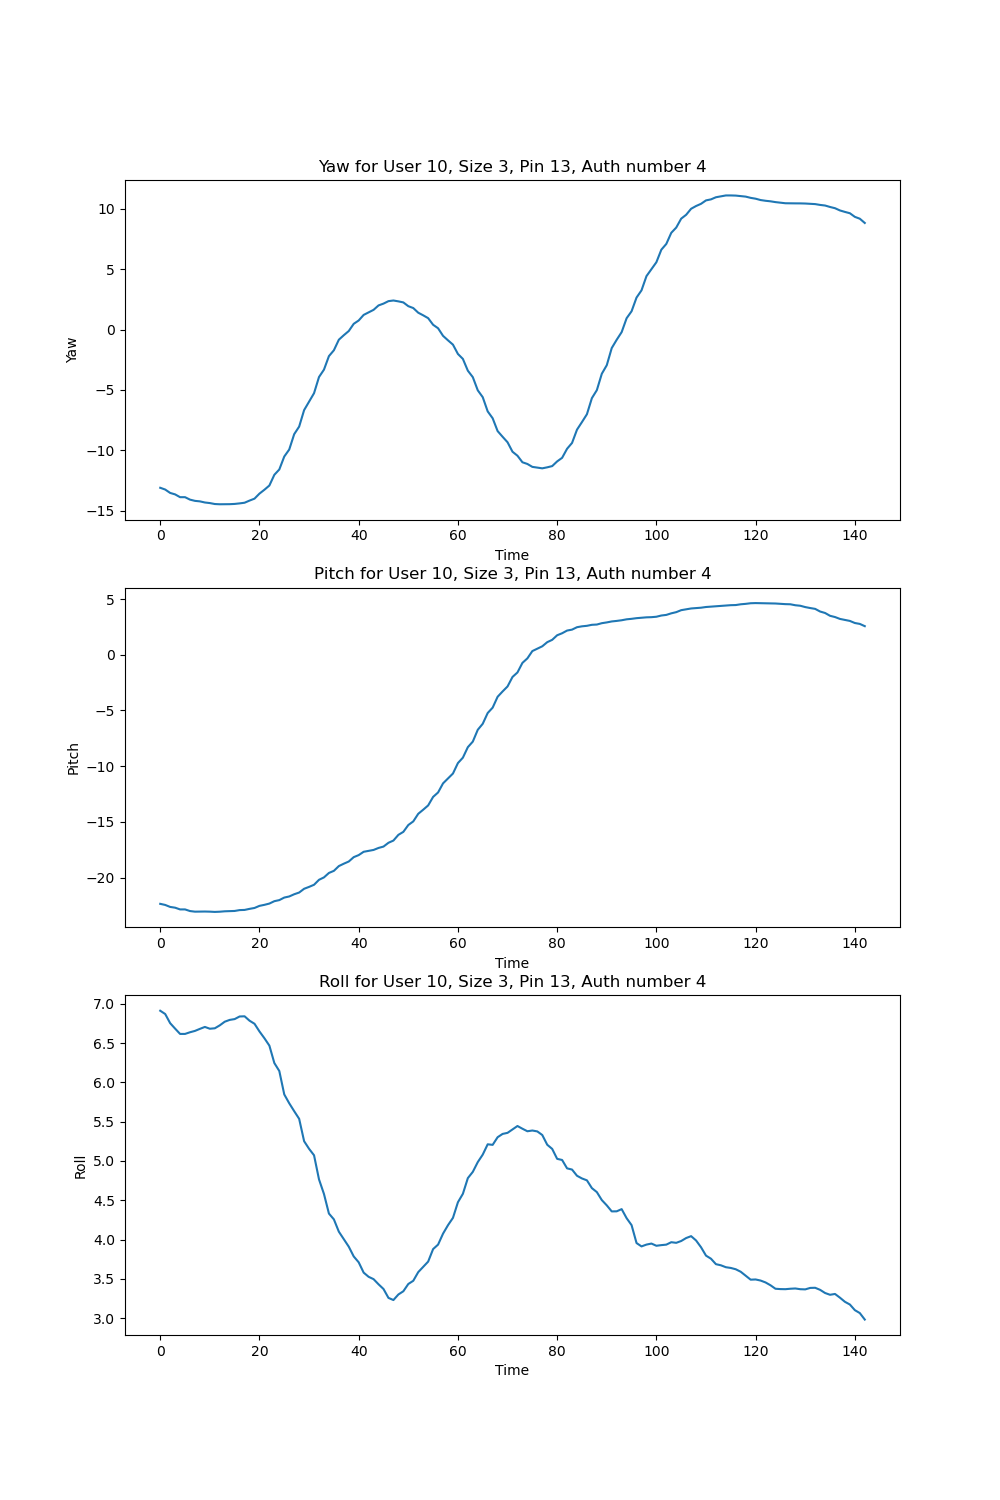 Yaw for User 10, Size 3, Pin 13, Auth number 4
10
5
0
−5
−10
−15
Yaw
0 20 40 60 80 100 120 140
Time
Pitch for User 10, Size 3, Pin 13, Auth number 4
5
0
−5
−10
−15
−20
Pitch
0 20 40 60 80 100 120 140
Time
Roll for User 10, Size 3, Pin 13, Auth number 4
7.0
6.5
6.0
5.5
5.0
4.5
4.0
3.5
3.0
Roll
0 20 40 60 80 100 120 140
Time